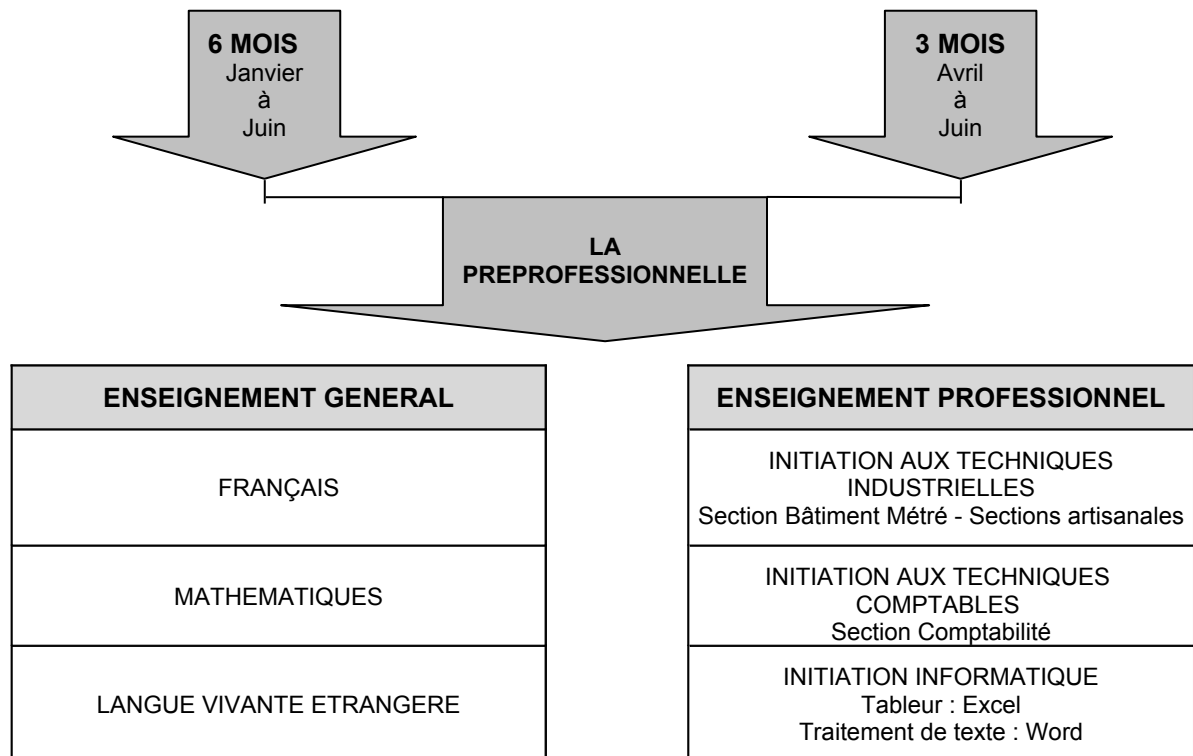 6 MOIS
Janvier
à
Juin
3 MOIS
Avril
à
Juin
LA
PREPROFESSIONNELLE
ENSEIGNEMENT GENERAL
FRANÇAIS
MATHEMATIQUES
LANGUE VIVANTE ETRANGERE
ENSEIGNEMENT PROFESSIONNEL
INITIATION AUX TECHNIQUES
INDUSTRIELLES
Section Bâtiment Métré - Sections artisanales
INITIATION AUX TECHNIQUES
COMPTABLES
Section Comptabilité
INITIATION INFORMATIQUE
Tableur : Excel
Traitement de texte : Word